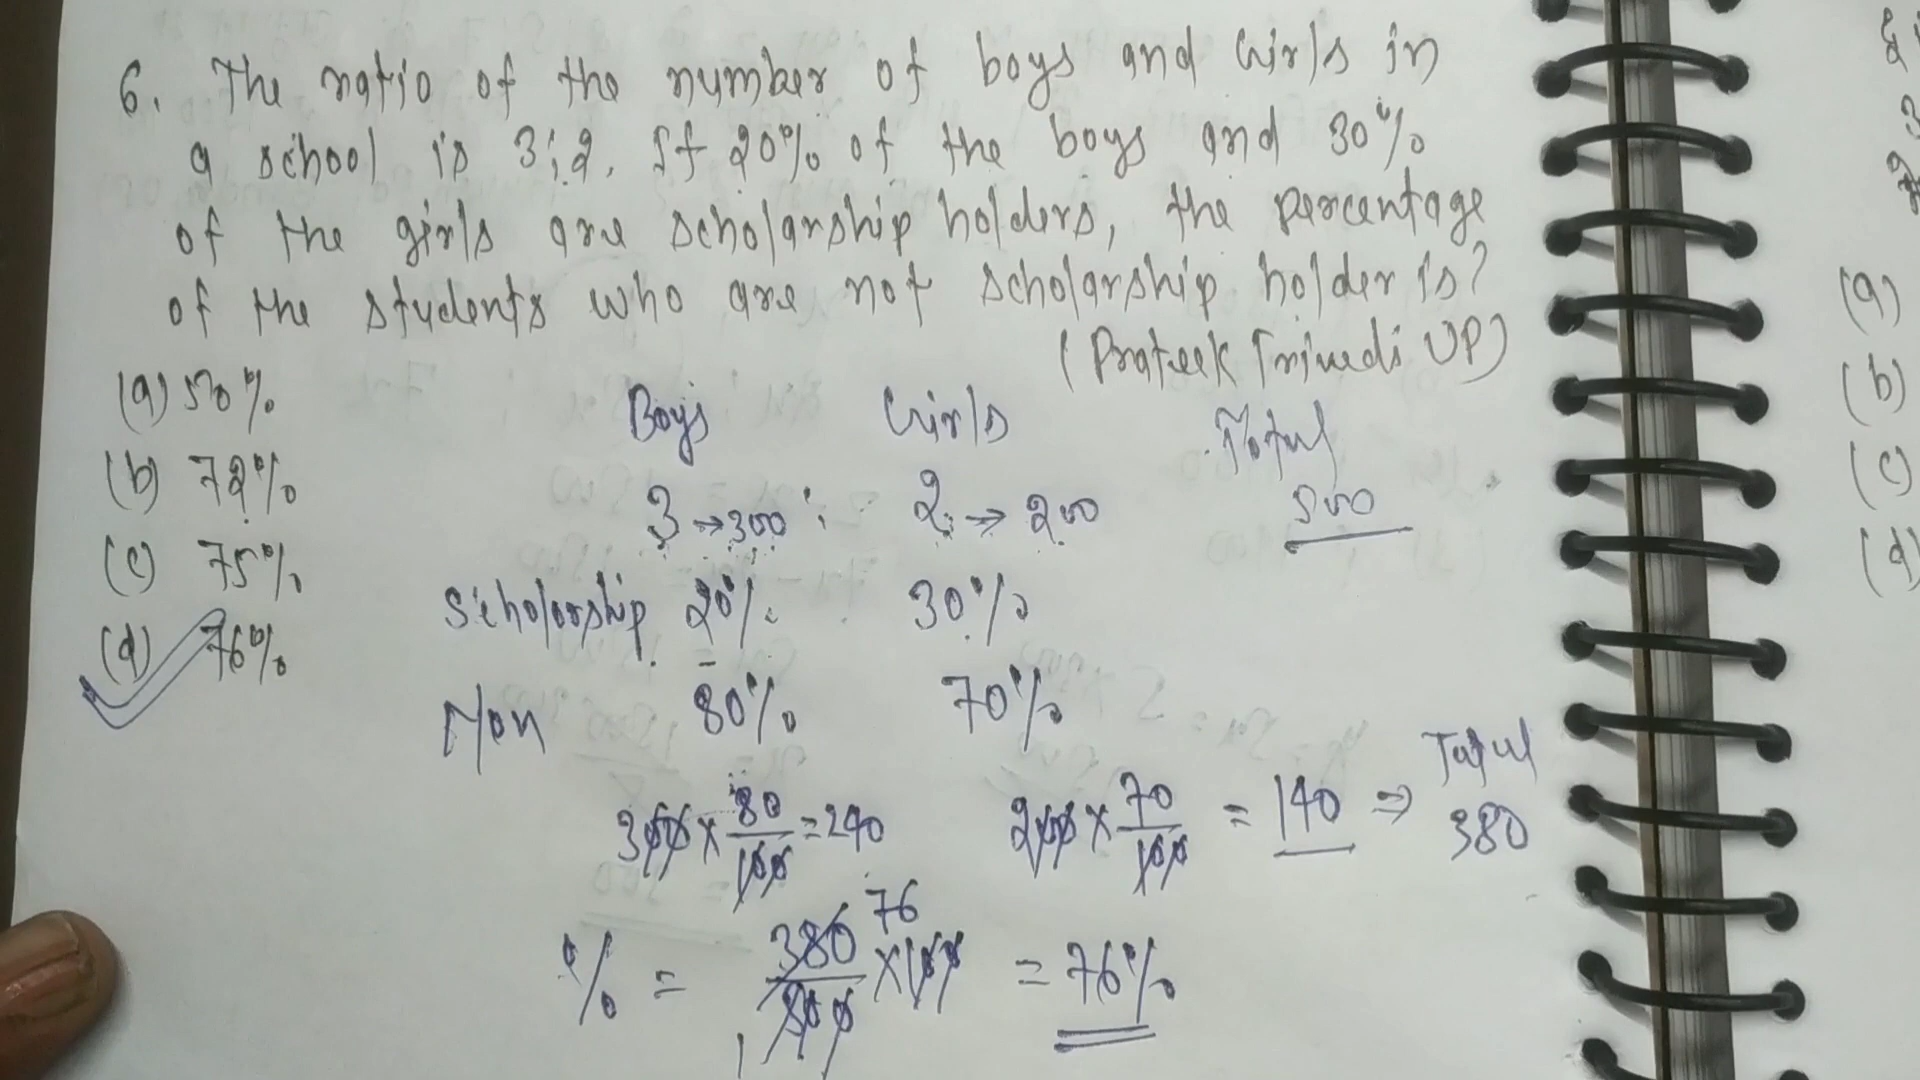 6. The ratio of the number of boys and Girls in
a school is 3:2. If 20% of the boys and 30%
of the girls are scholarship holders, the percentage
of the students who are not scholarship holder is?
(Prateek Trivedi UP)
(a) 50%
(b) 72%
(c) 75%
(d) 76%
Boys Girls Total
3→300 : 2 → 200 500
Scholorship 20% 30%
Non 80% 70%
300 × 80/100 = 240 200 × 70/100 = 140 ⇒ Total 380
% = 380/500 × 100 76 = 76%
(a)
(b)
(c)
(d)